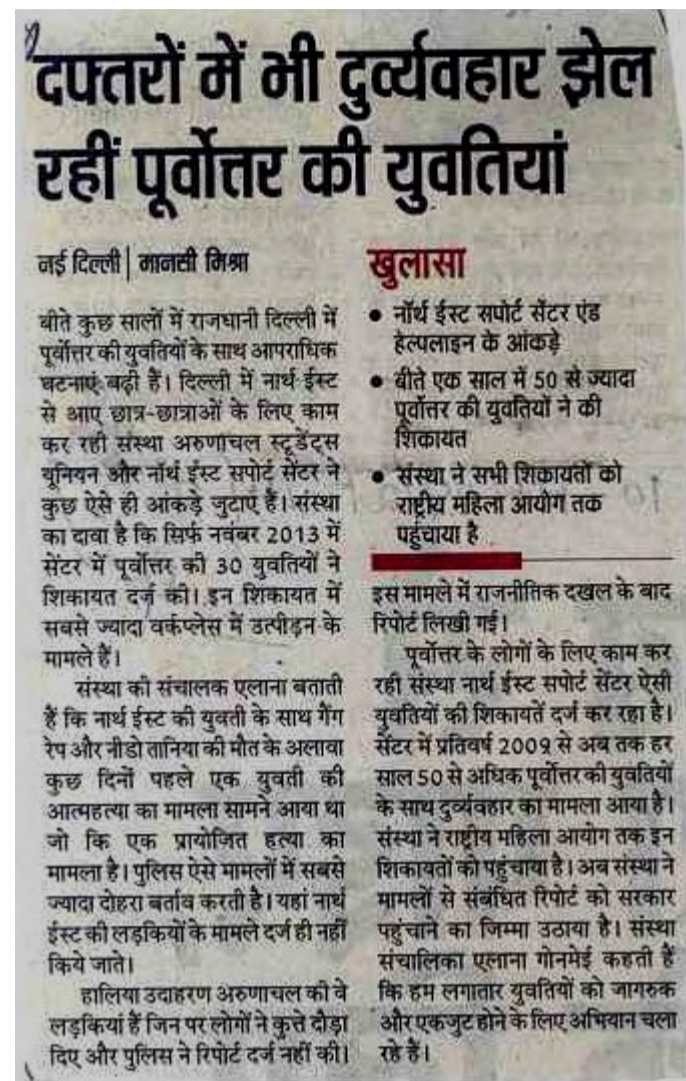 दफ्तरों में भी दुर्व्यवहार झेल
रहीं पूर्वोत्तर की युवतियां
नई दिल्ली | मानसी मिश्रा
बीते कुछ सालों में राजधानी दिल्ली में
पूर्वोत्तर की युवतियों के साथ आपराधिक
घटनाएं बढ़ी हैं। दिल्ली में नार्थ ईस्ट
से आए छात्र-छात्राओं के लिए काम
कर रही संस्था अरुणाचल स्टूडेंट्स
यूनियन और नॉर्थ ईस्ट सपोर्ट सेंटर ने
कुछ ऐसे ही आंकड़े जुटाए हैं। संस्था
का दावा है कि सिर्फ नवंबर 2013 में
सेंटर में पूर्वोत्तर की 30 युवतियों ने
शिकायत दर्ज की। इन शिकायत में
सबसे ज्यादा वर्कप्लेस में उत्पीड़न के
मामले हैं।
संस्था की संचालक एलाना बताती
हैं कि नार्थ ईस्ट की युवती के साथ गैंग
रेप और नीडो तानिया की मौत के अलावा
कुछ दिनों पहले एक युवती की
आत्महत्या का मामला सामने आया था
जो कि एक प्रायोजित हत्या का
मामला है। पुलिस ऐसे मामलों में सबसे
ज्यादा दोहरा बर्ताव करती है। यहां नार्थ
ईस्ट की लड़कियों के मामले दर्ज ही नहीं
किये जाते।
हालिया उदाहरण अरुणाचल की वे
लड़कियां हैं जिन पर लोगों ने कुत्ते दौड़ा
दिए और पुलिस ने रिपोर्ट दर्ज नहीं की।
खुलासा
• नॉर्थ ईस्ट सपोर्ट सेंटर एंड
हेल्पलाइन के आंकड़े
• बीते एक साल में 50 से ज्यादा
पूर्वोत्तर की युवतियों ने की
शिकायत
• संस्था ने सभी शिकायतों को
राष्ट्रीय महिला आयोग तक
पहुंचाया है
इस मामले में राजनीतिक दखल के बाद
रिपोर्ट लिखी गई।
पूर्वोत्तर के लोगों के लिए काम कर
रही संस्था नार्थ ईस्ट सपोर्ट सेंटर ऐसी
युवतियों की शिकायतें दर्ज कर रहा है।
सेंटर में प्रतिवर्ष 2009 से अब तक हर
साल 50 से अधिक पूर्वोत्तर की युवतियों
के साथ दुर्व्यवहार का मामला आया है।
संस्था ने राष्ट्रीय महिला आयोग तक इन
शिकायतों को पहुंचाया है। अब संस्था ने
मामलों से संबंधित रिपोर्ट को सरकार
पहुंचाने का जिम्मा उठाया है। संस्था
संचालिका एलाना गोनमेई कहती हैं
कि हम लगातार युवतियों को जागरुक
और एकजुट होने के लिए अभियान चला
रहे हैं।